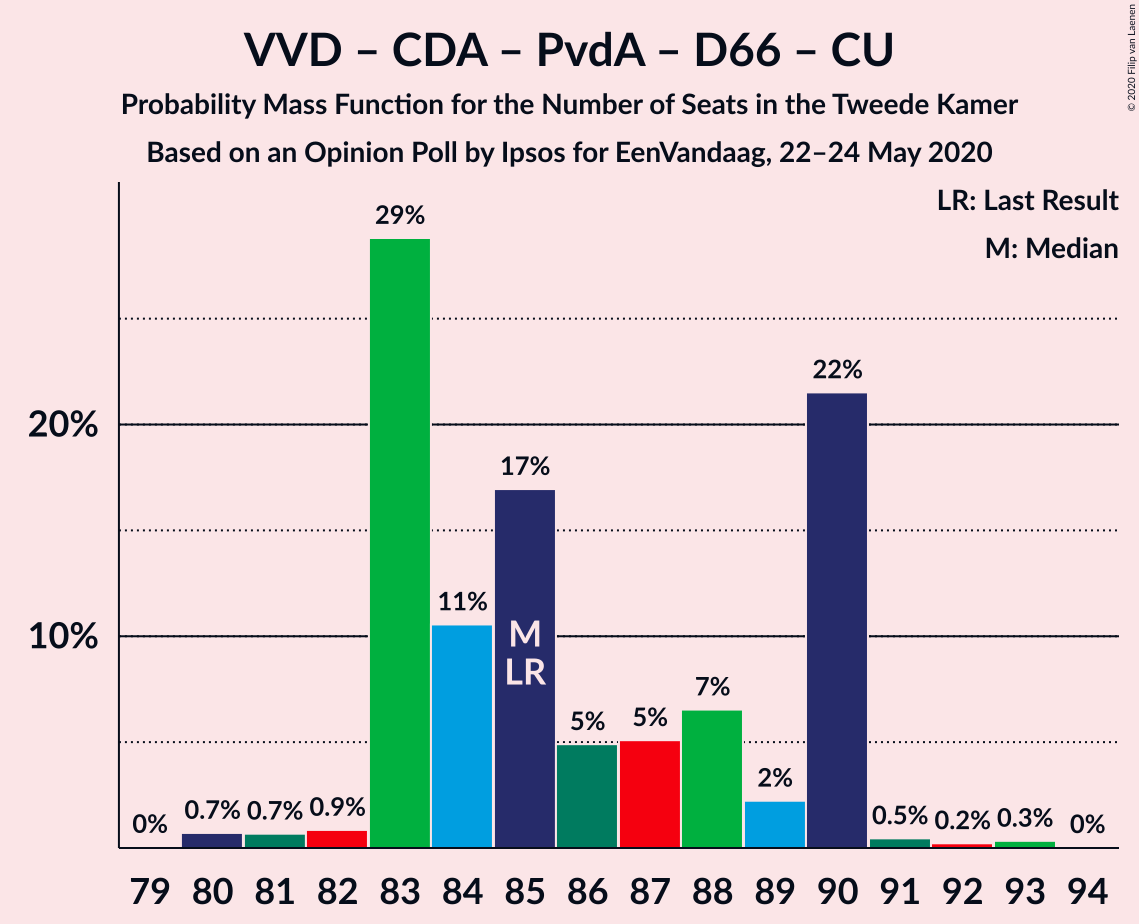 VVD – CDA – PvdA – D66 – CU
Probability Mass Function for the Number of Seats in the Tweede Kamer
Based on an Opinion Poll by Ipsos for EenVandaag, 22–24 May 2020
© 2020 Filip van Laenen
LR: Last Result
M: Median
29%
22%
20%
17%
11%
10%
M
LR
7%
5%
5%
2%
0%
0.7%
0.7%
0.9%
0.5%
0.2%
0.3%
0%
79 80 81 82 83 84 85 86 87 88 89 90 91 92 93 94